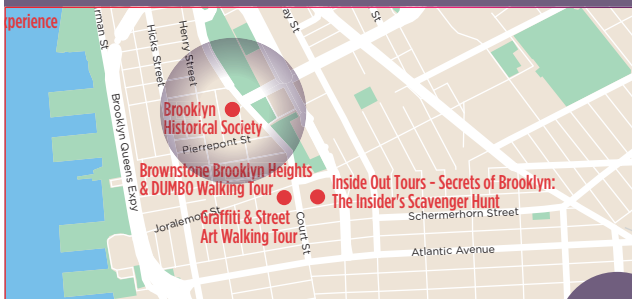 xperience
rman St
Hicks Street
Henry Street
ay St
St
Brooklyn Queens Expy
Brooklyn
Historical Society
Pierrepont St
Brownstone Brooklyn Heights
& DUMBO Walking Tour
Inside Out Tours - Secrets of Brooklyn:
The Insider's Scavenger Hunt
Joralemon St
Graffiti & Street
Art Walking Tour
Court St
Schermerhorn Street
Atlantic Avenue